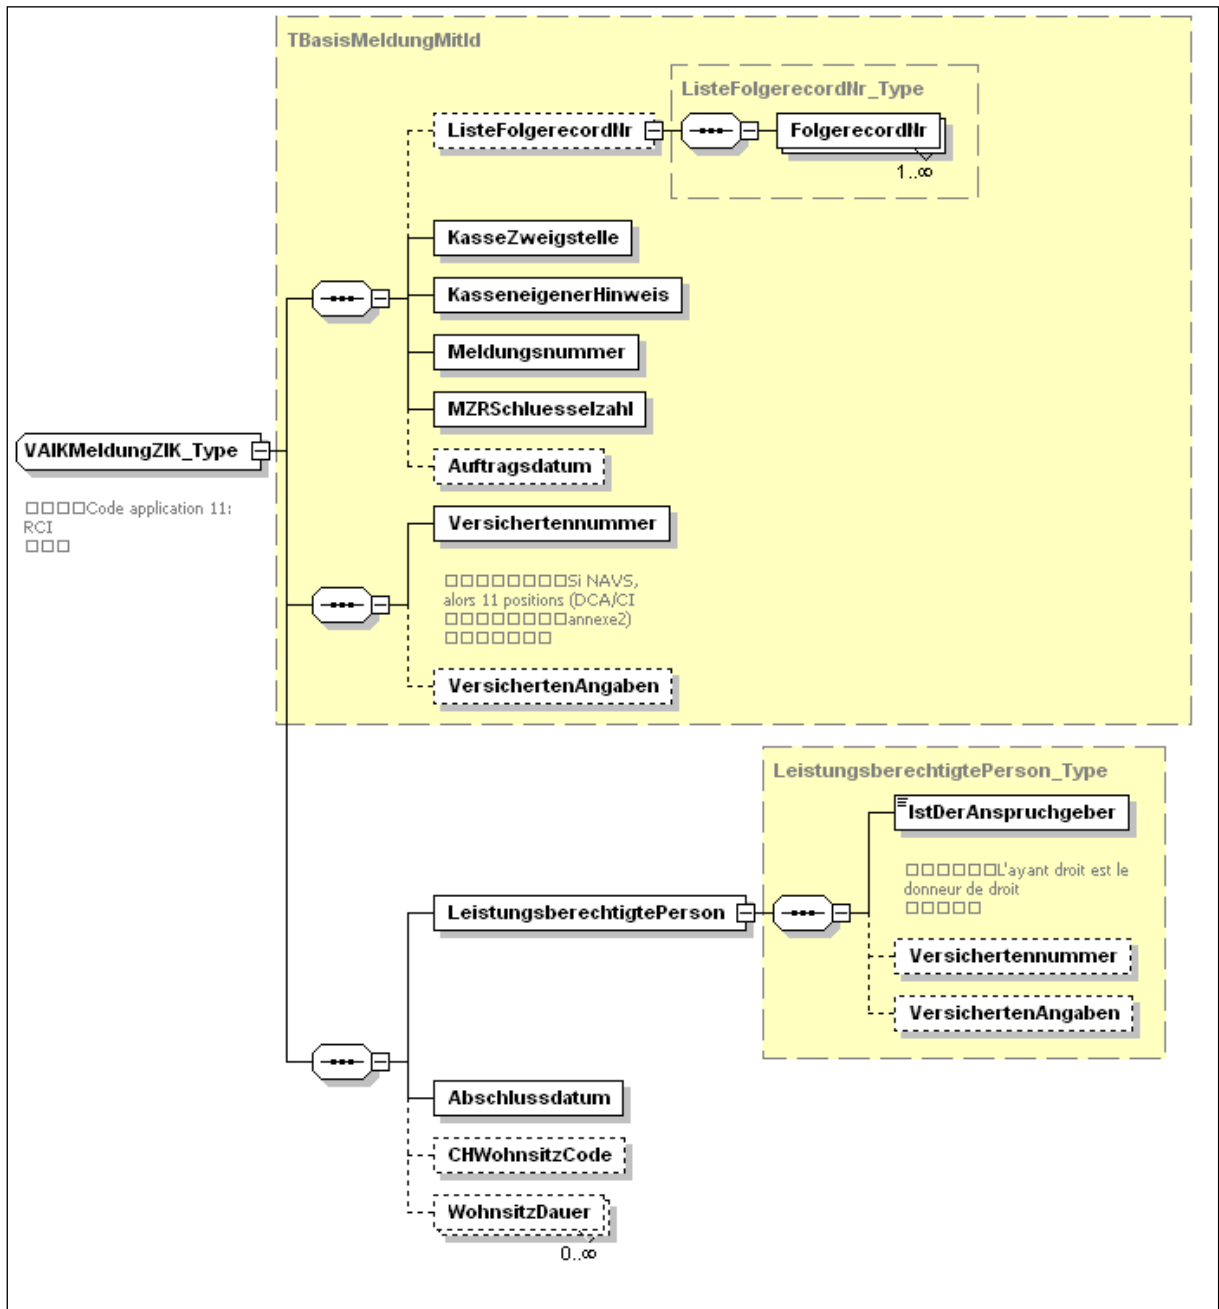 TBasisMeldungMitId
ListeFolgerecordNr_Type
ListeFolgerecordNr
FolgerecordNr
1..∞
KasseZweigstelle
KasseneigenerHinweis
Meldungsnummer
MZRSchluesselzahl
VAIKMeldungZIK_Type
Auftragsdatum
□□□□Code application 11:
RCI
□□□
Versichertennummer
□□□□□□□□Si NAVS,
alors 11 positions (DCA/CI
□□□□□□□□annexe2)
□□□□□□□
VersichertenAngaben
LeistungsberechtigtePerson_Type
IstDerAnspruchgeber
□□□□□□L'ayant droit est le
donneur de droit
□□□□□
LeistungsberechtigtePerson
Versichertennummer
VersichertenAngaben
Abschlussdatum
CHWohnsitzCode
WohnsitzDauer
0..∞